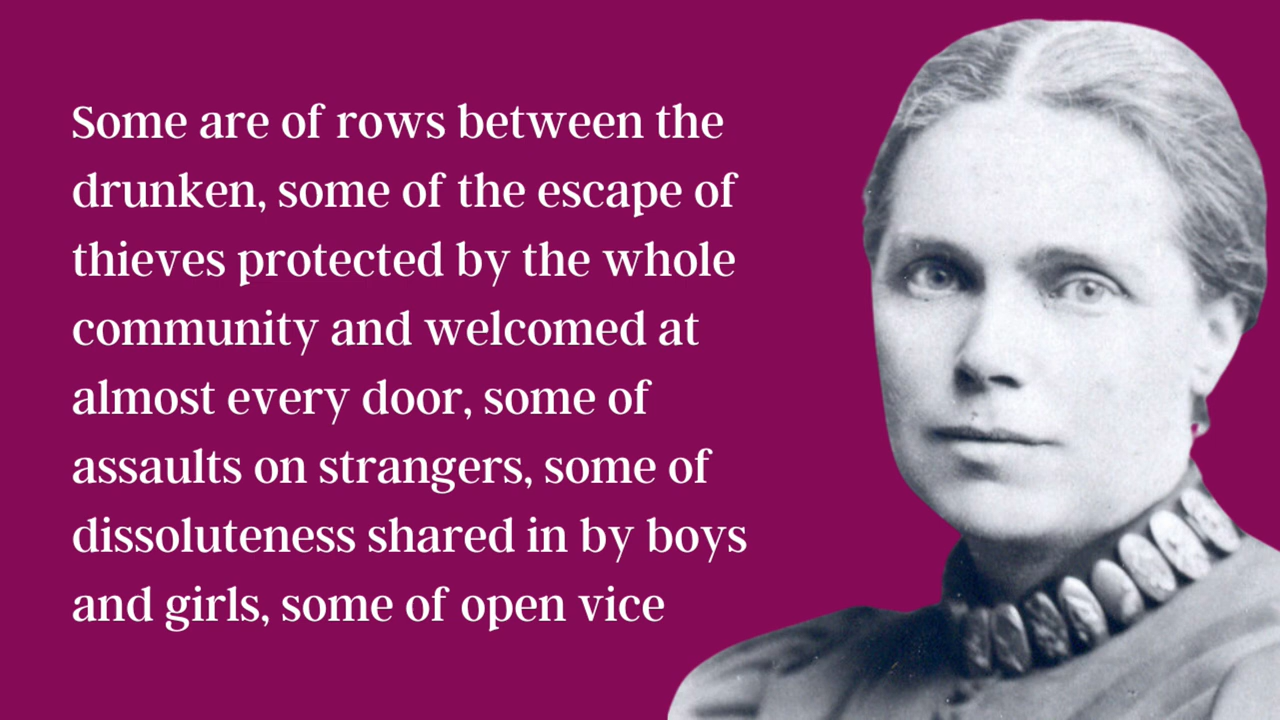 Some are of rows between the
drunken, some of the escape of
thieves protected by the whole
community and welcomed at
almost every door, some of
assaults on strangers, some of
dissoluteness shared in by boys
and girls, some of open vice